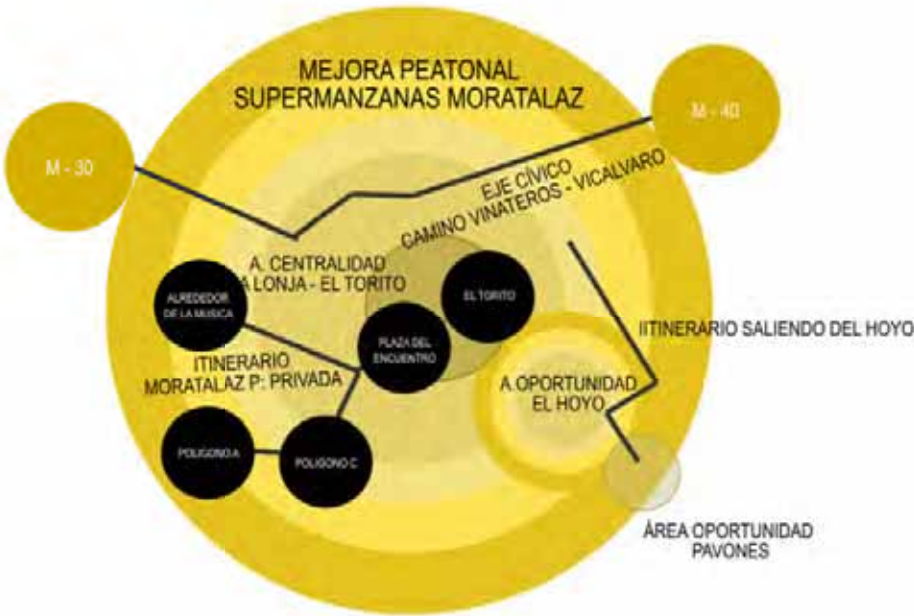 MEJORA PEATONAL
SUPERMANZANAS MORATALAZ
M - 30
M - 40
EJE CÍVICO
CAMINO VINATEROS - VICALVARO
A. CENTRALIDAD
A LONJA - EL TORITO
ALREDEDOR
DE LA MUSICA
EL TORITO
PLAZA DEL
ENCUENTRO
IITINERARIO SALIENDO DEL HOYO
ITINERARIO
MORATALAZ P: PRIVADA
A. OPORTUNIDAD
EL HOYO
POLIGONO A
POLIGONO C
ÁREA OPORTUNIDAD
PAVONES